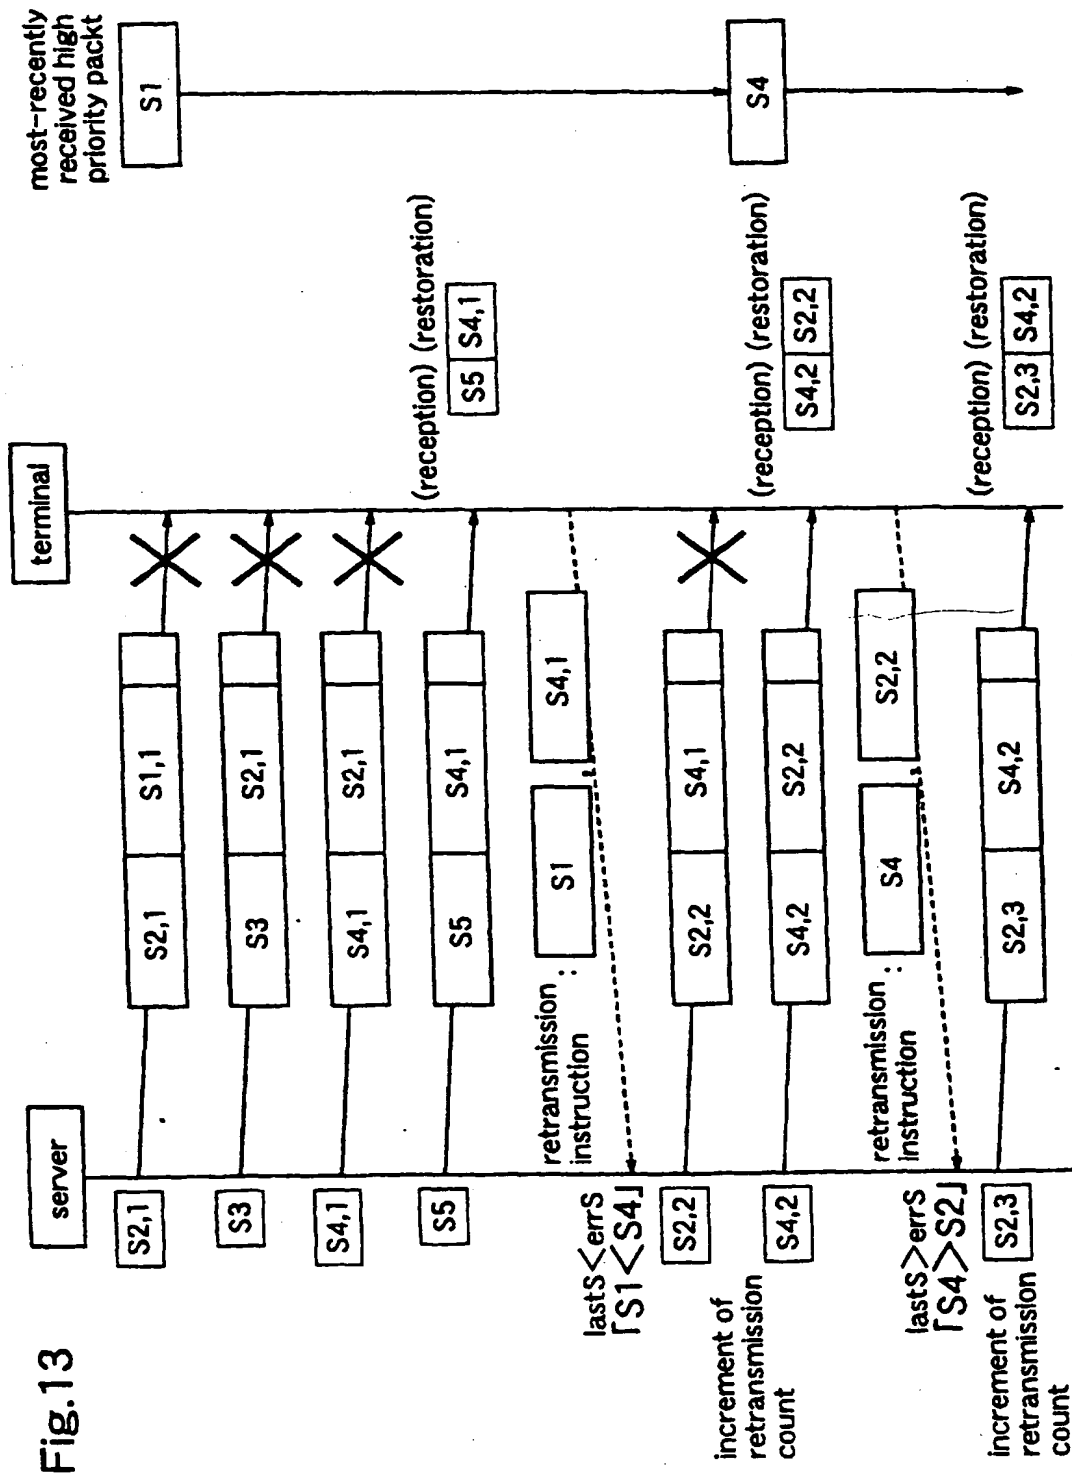 Fig.13
server
terminal
most-recently
received high
priority packt
S1
S2,1
S2,1
S1,1
S3
S3
S2,1
S4,1
S4,1
S2,1
S5
S5
S4,1
(reception) (restoration)
S5
S4,1
retransmission
instruction
:
S1
S4,1
lastS<errS
「S1<S4」
S2,2
S2,2
S4,1
S4
increment of
retransmission
count
S4,2
S4,2
S2,2
(reception) (restoration)
S4,2
S2,2
retransmission
instruction
:
S4
S2,2
lastS>errS
「S4>S2」
increment of
retransmission
count
S2,3
S2,3
S4,2
(reception) (restoration)
S2,3
S4,2